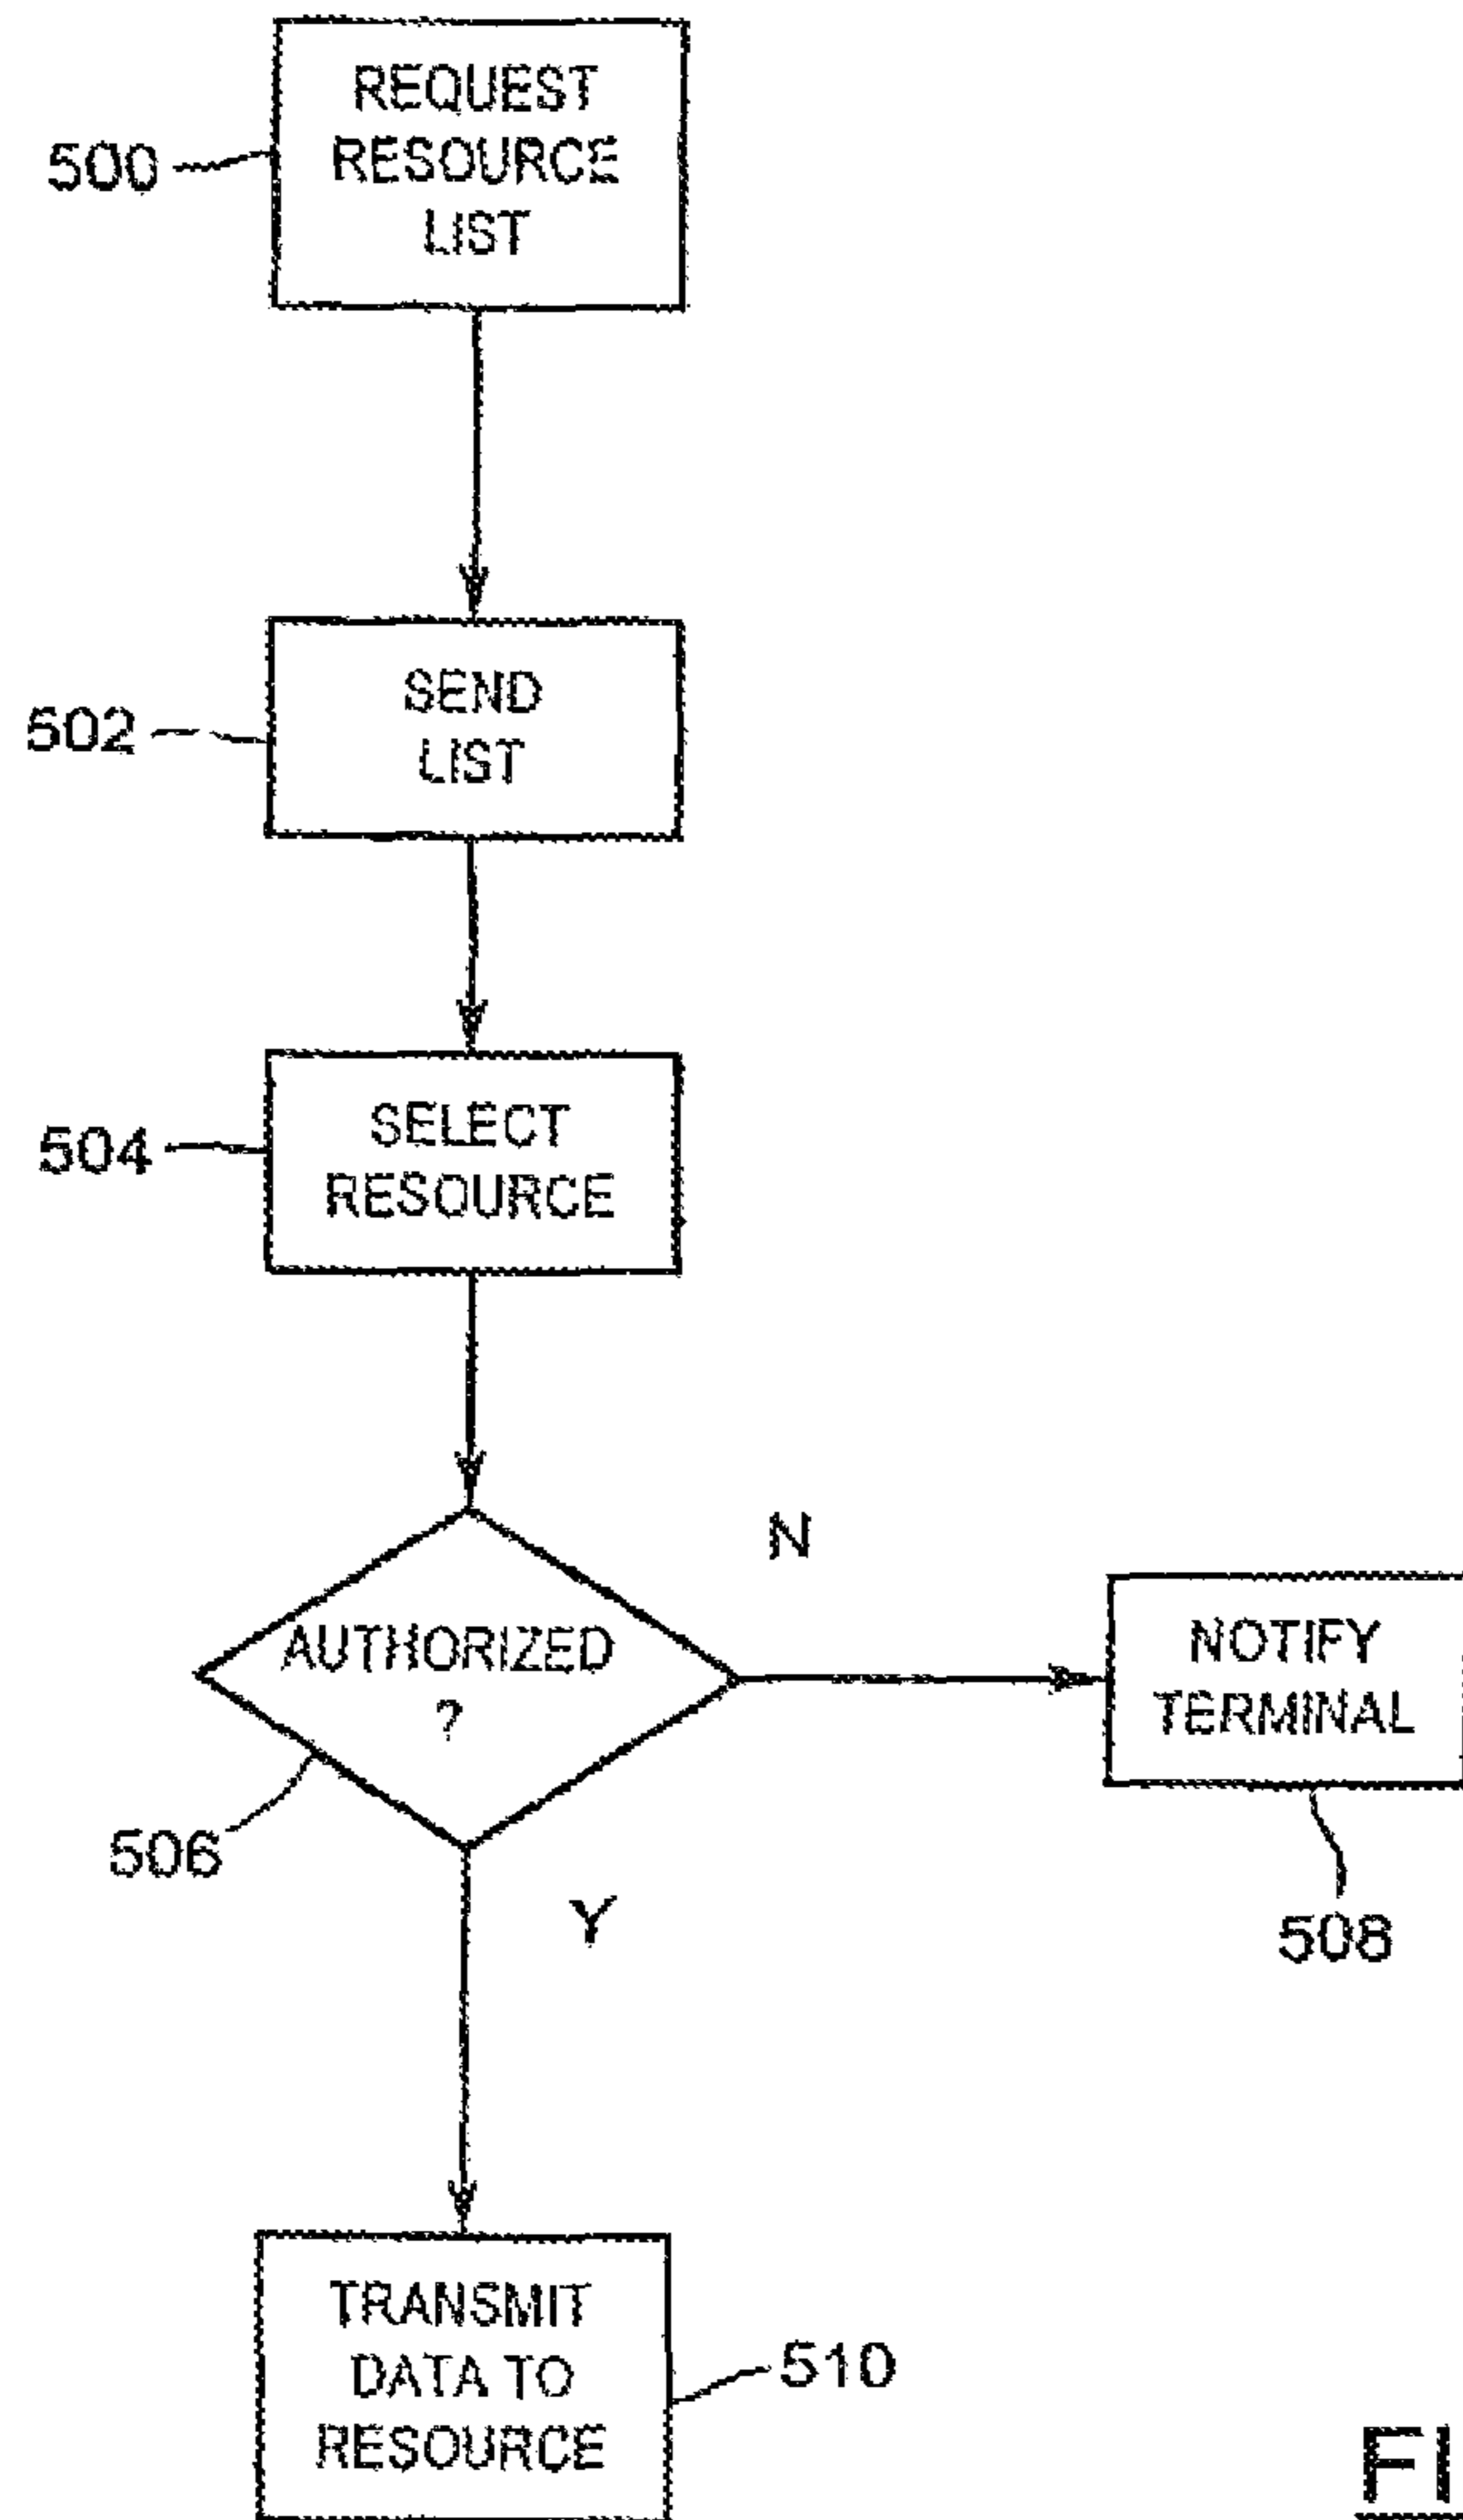 REQUEST
RESOURCE
LIST
500
SEND
LIST
502
SELECT
RESOURCE
504
N
AUTHORIZED
?
NOTIFY
TERMINAL
506
Y
508
TRANSMIT
DATA TO
RESOURCE
510